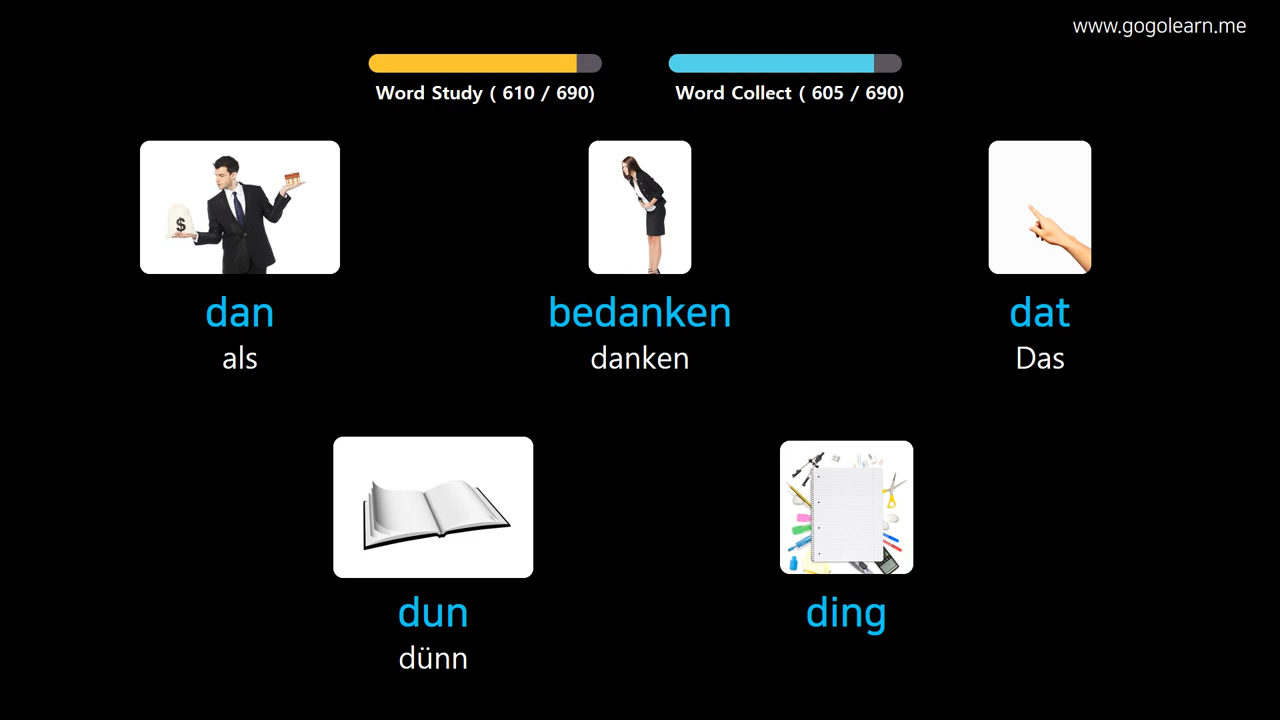 www.gogolearn.me
Word Study ( 610 / 690)
Word Collect ( 605 / 690)
$
dan
als
bedanken
danken
dat
Das
dun
dünn
ding